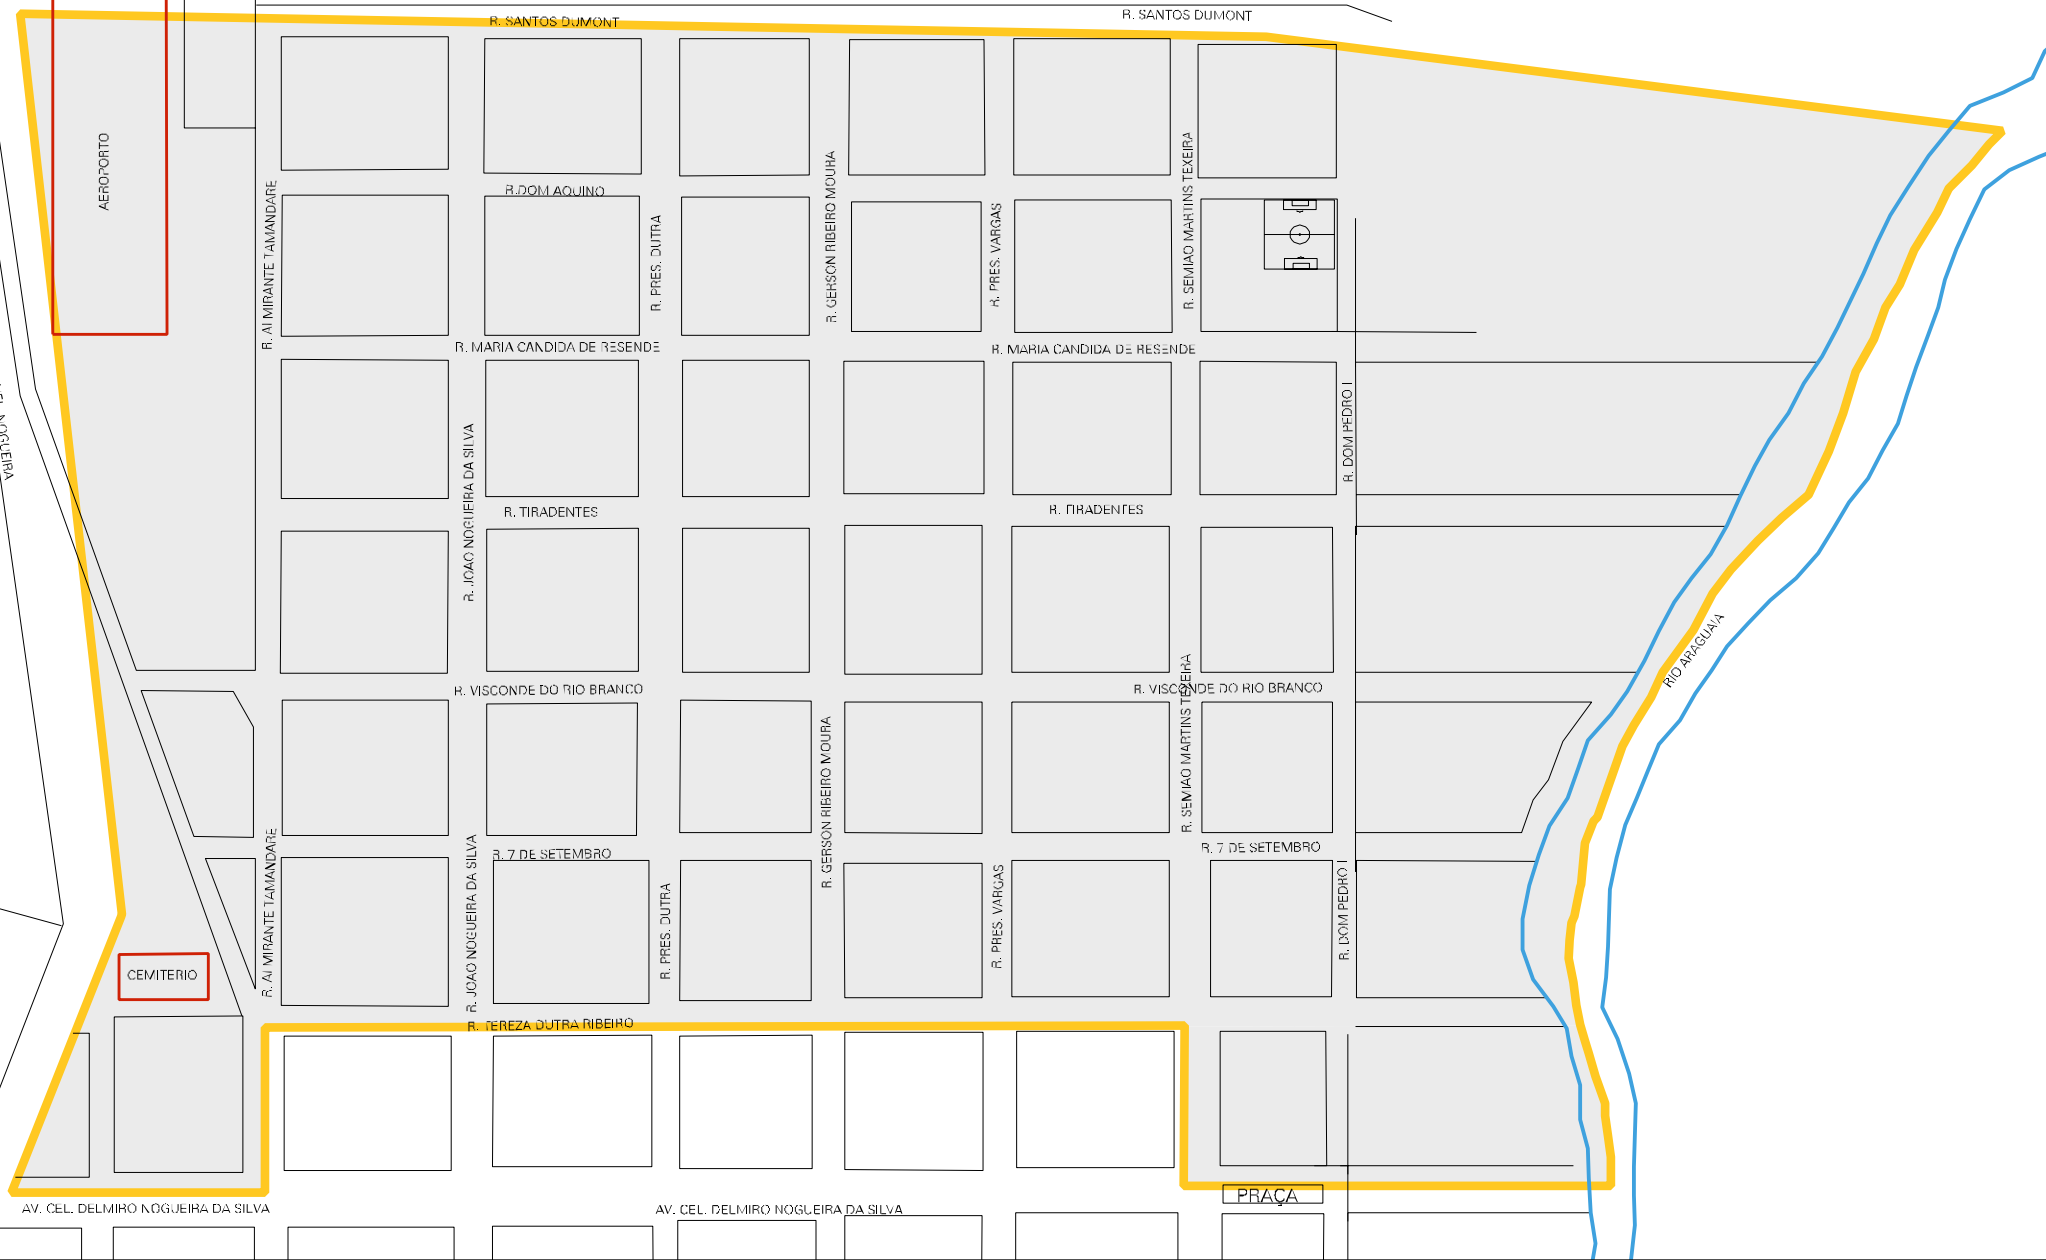 R. SANTOS DUMONT
R. SANTOS DUMONT
AEROPORTO
R. AI MIRANTE TAMANDARE
R.DOM AQUINO
R. PRES. DUTRA
R. GERSON RIBEIRO MOURA
R. PRES. VARGAS
R. SEMIAO MARTINS TEXEIRA
R. MARIA CANDIDA DE RESENDE
R. MARIA CANDIDA DE RESENDE
NOGUEIRA
R. JOAO NOGUEIRA DA SILVA
R. DOM PEDRO I
R. TIRADENTES
R. TIRADENTES
RIO ARAGUAIA
R. VISCONDE DO RIO BRANCO
R. VISCONDE DO RIO BRANCO
R. SEMIAO MARTINS TEXEIRA
R. GERSON RIBEIRO MOURA
R. AI MIRANTE TAMANDARE
R. JOAO NOGUEIRA DA SILVA
R. 7 DE SETEMBRO
R. 7 DE SETEMBRO
R. PRES. DUTRA
R. PRES. VARGAS
R. DOM PEDRO I
CEMITERIO
R. TEREZA DUTRA RIBEIRO
PRAÇA
AV. CEL. DELMIRO NOGUEIRA DA SILVA
AV. CEL. DELMIRO NOGUEIRA DA SILVA